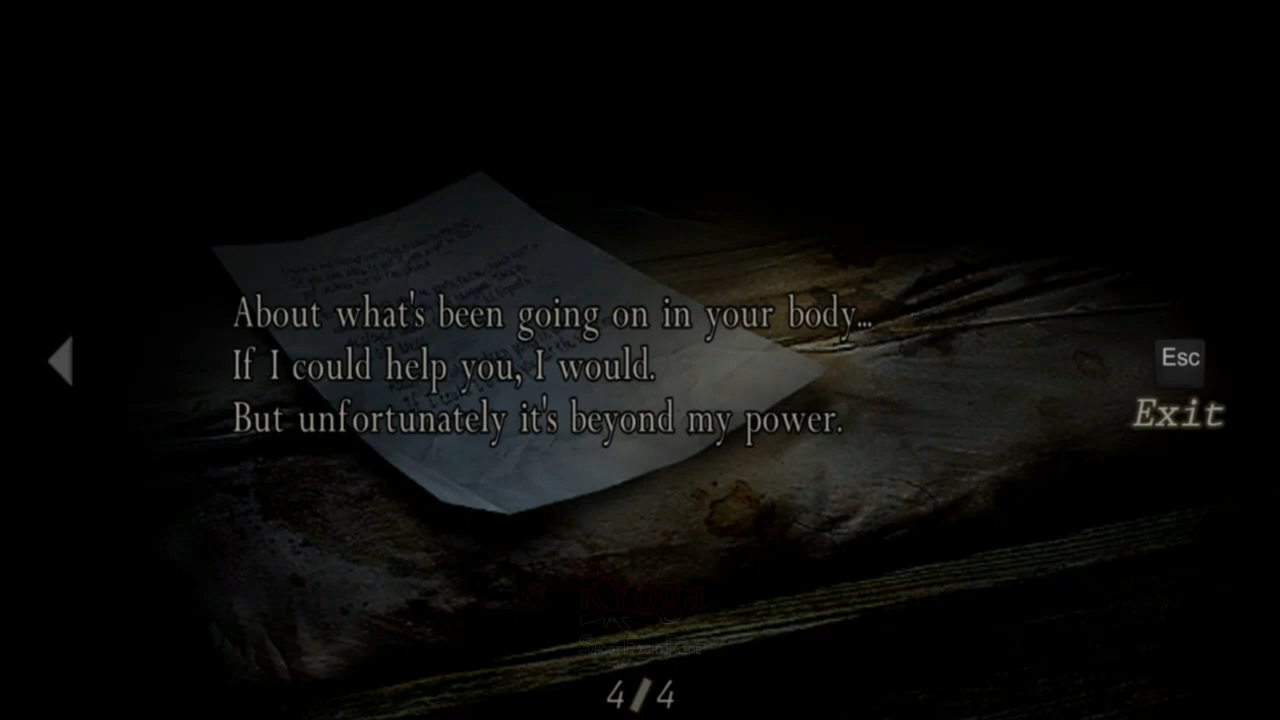 About what's been going on in your body...
If I could help you, I would.
But unfortunately it's beyond my power.
Esc
Exit
KYoga
4/4